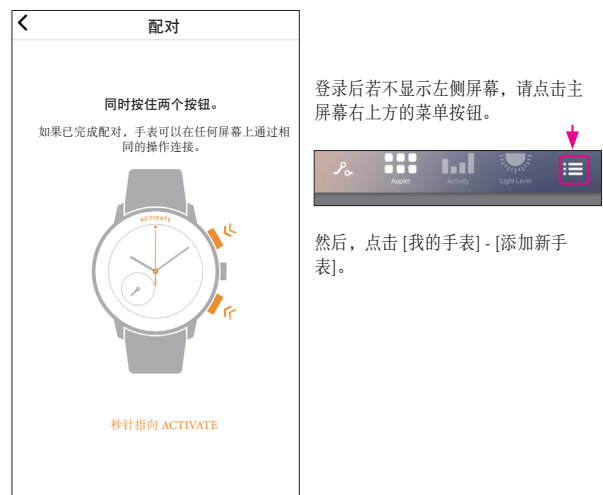 配对
同时按住两个按钮。
如果已完成配对，手表可以在任何屏幕上通过相
同的操作连接。
ACTIVATE
秒针指向 ACTIVATE
登录后若不显示左侧屏幕，请点击主
屏幕右上方的菜单按钮。
Applet
Activity
Light Level
然后，点击 [我的手表] - [添加新手
表]。